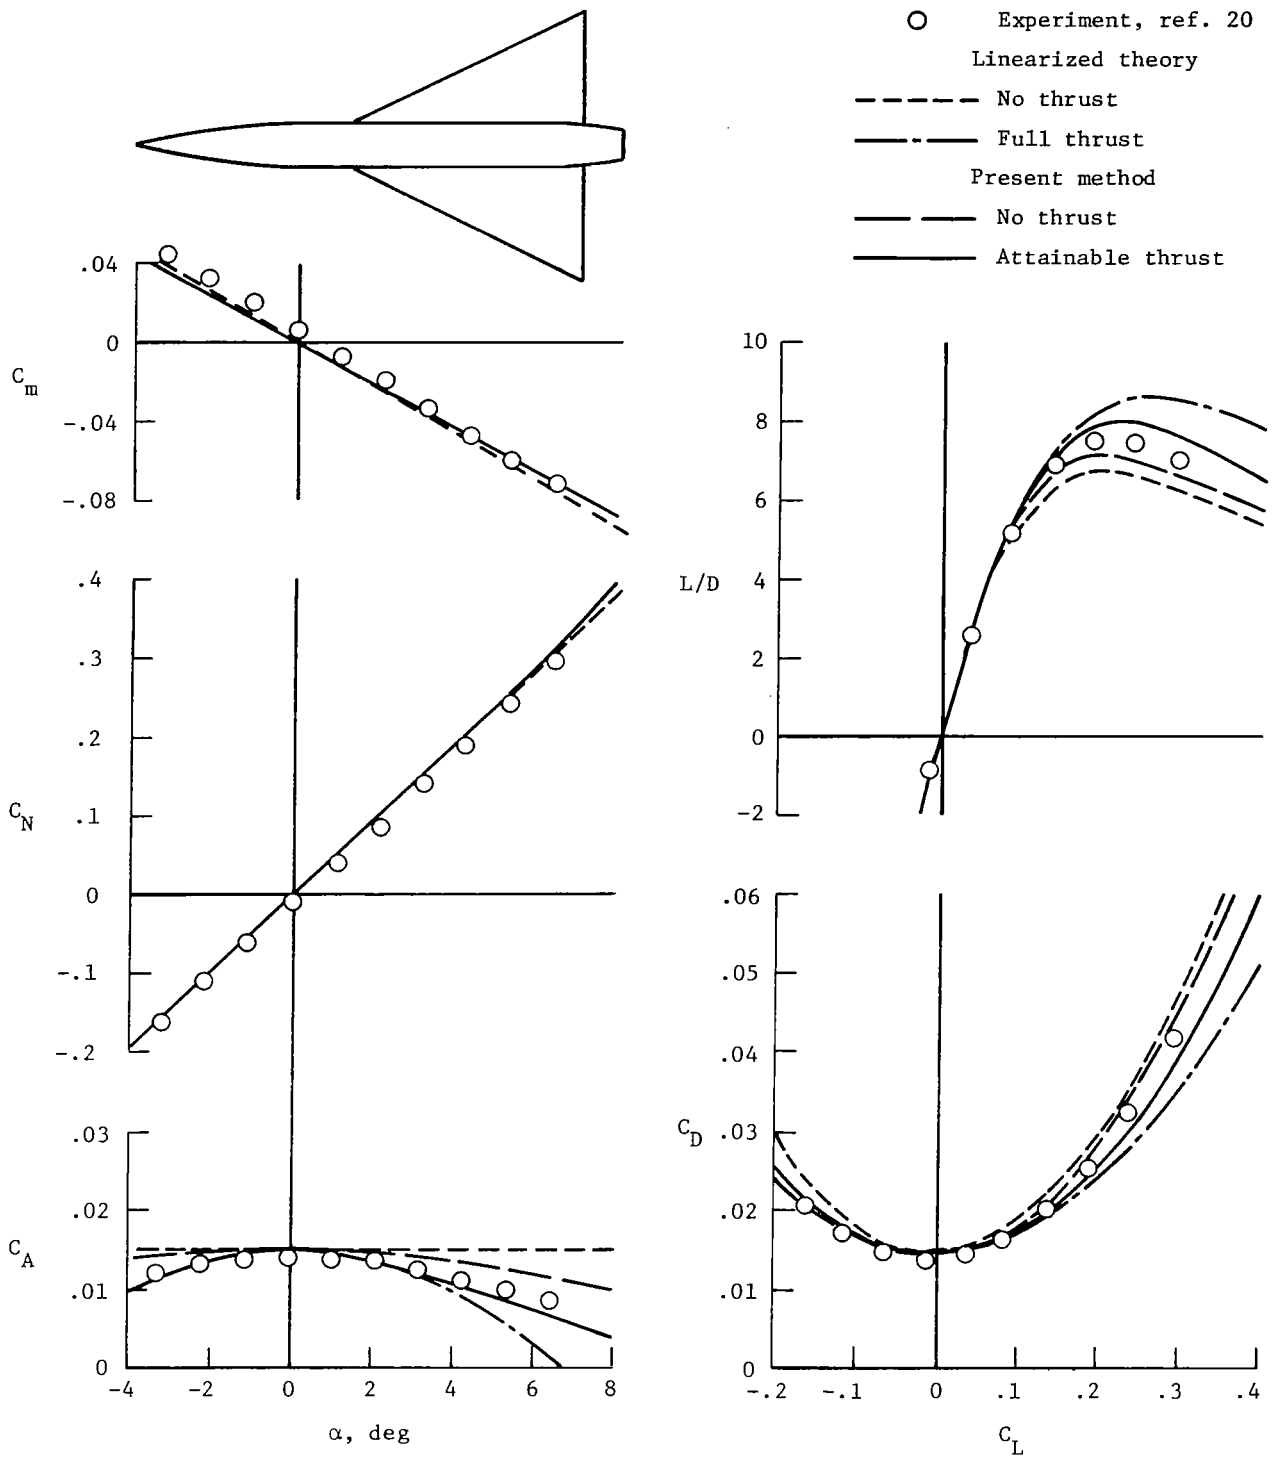 Experiment, ref. 20
Linearized theory
No thrust
Full thrust
Present method
No thrust
Attainable thrust
.04
0
-.04
-.08
C_m
.4
.3
.2
.1
0
-.1
-.2
C_N
.03
.02
.01
0
C_A
-4 -2 0 2 4 6 8
α, deg
10
8
6
4
2
0
-2
L/D
.06
.05
.04
.03
.02
.01
0
C_D
-.2 -.1 0 .1 .2 .3 .4
C_L